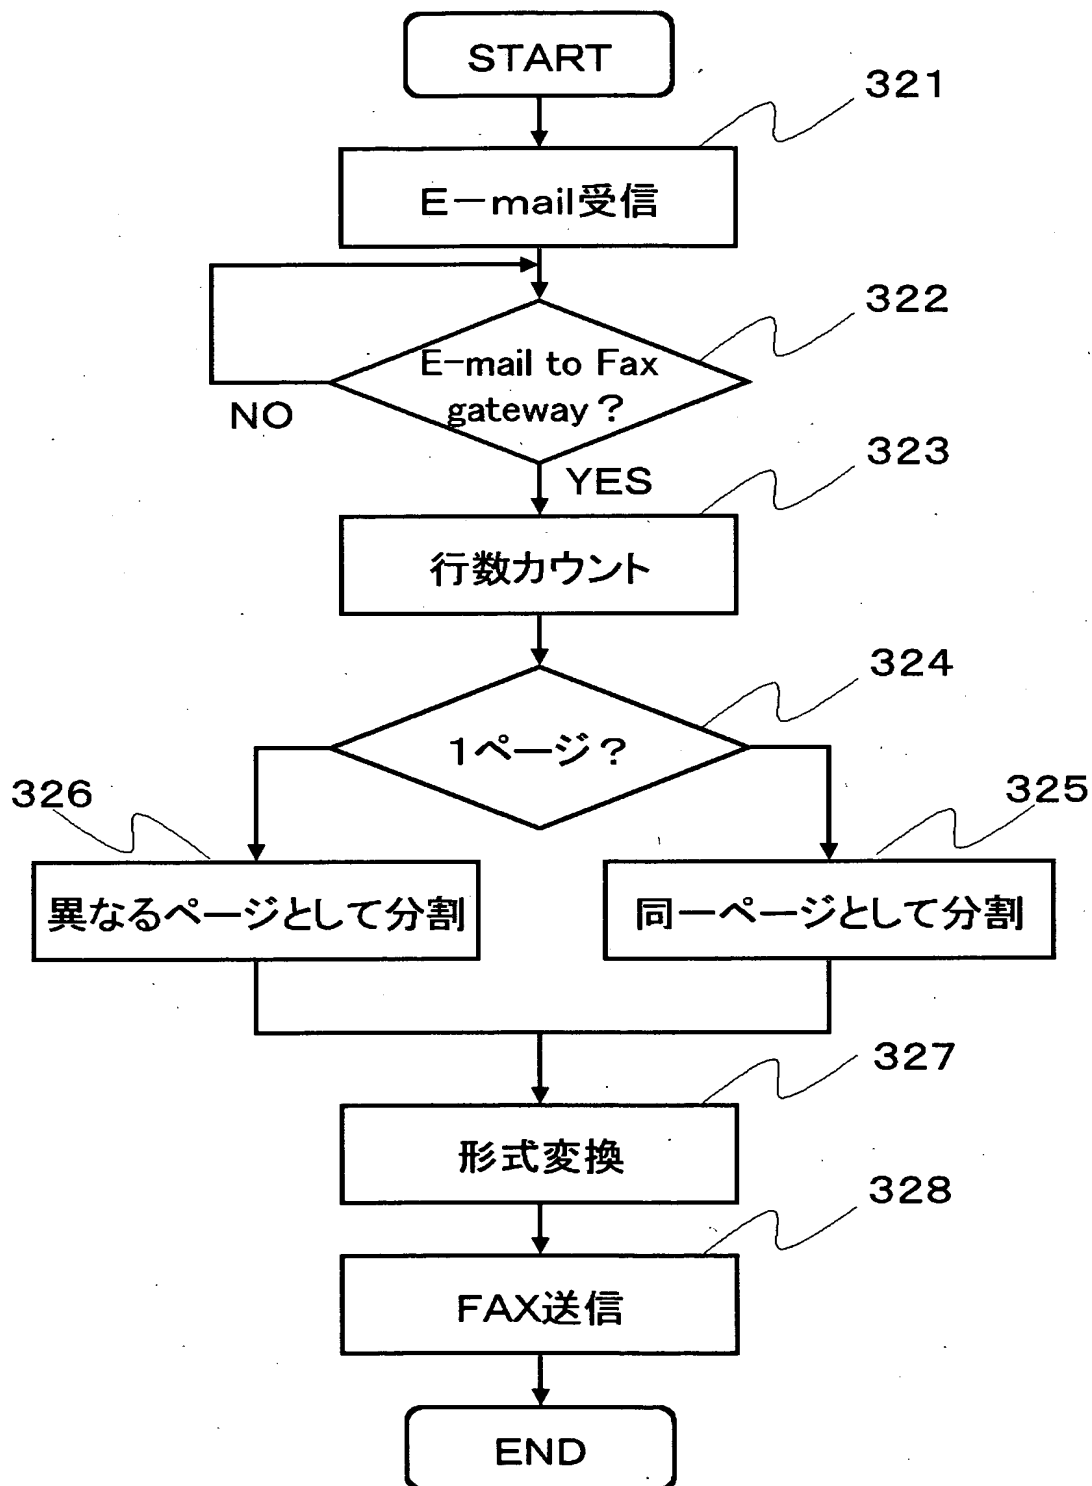 START
321
E-mail受信
322
E-mail to Fax
gateway?
NO
YES
323
行数カウント
324
1ページ?
326
325
異なるページとして分割
同一ページとして分割
327
形式変換
328
FAX送信
END